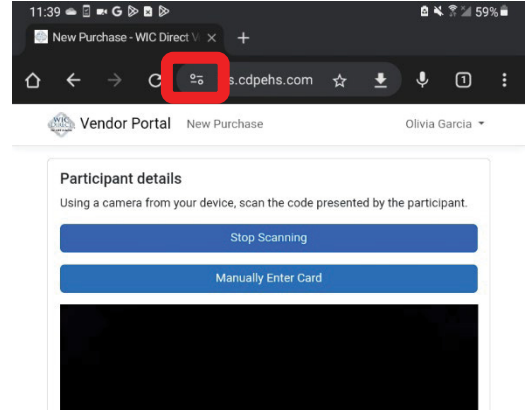 11:39 G 59%
New Purchase - WIC Direct V
s.cdpehs.com 1
Vendor Portal New Purchase Olivia Garcia
Participant details
Using a camera from your device, scan the code presented by the participant.
Stop Scanning
Manually Enter Card